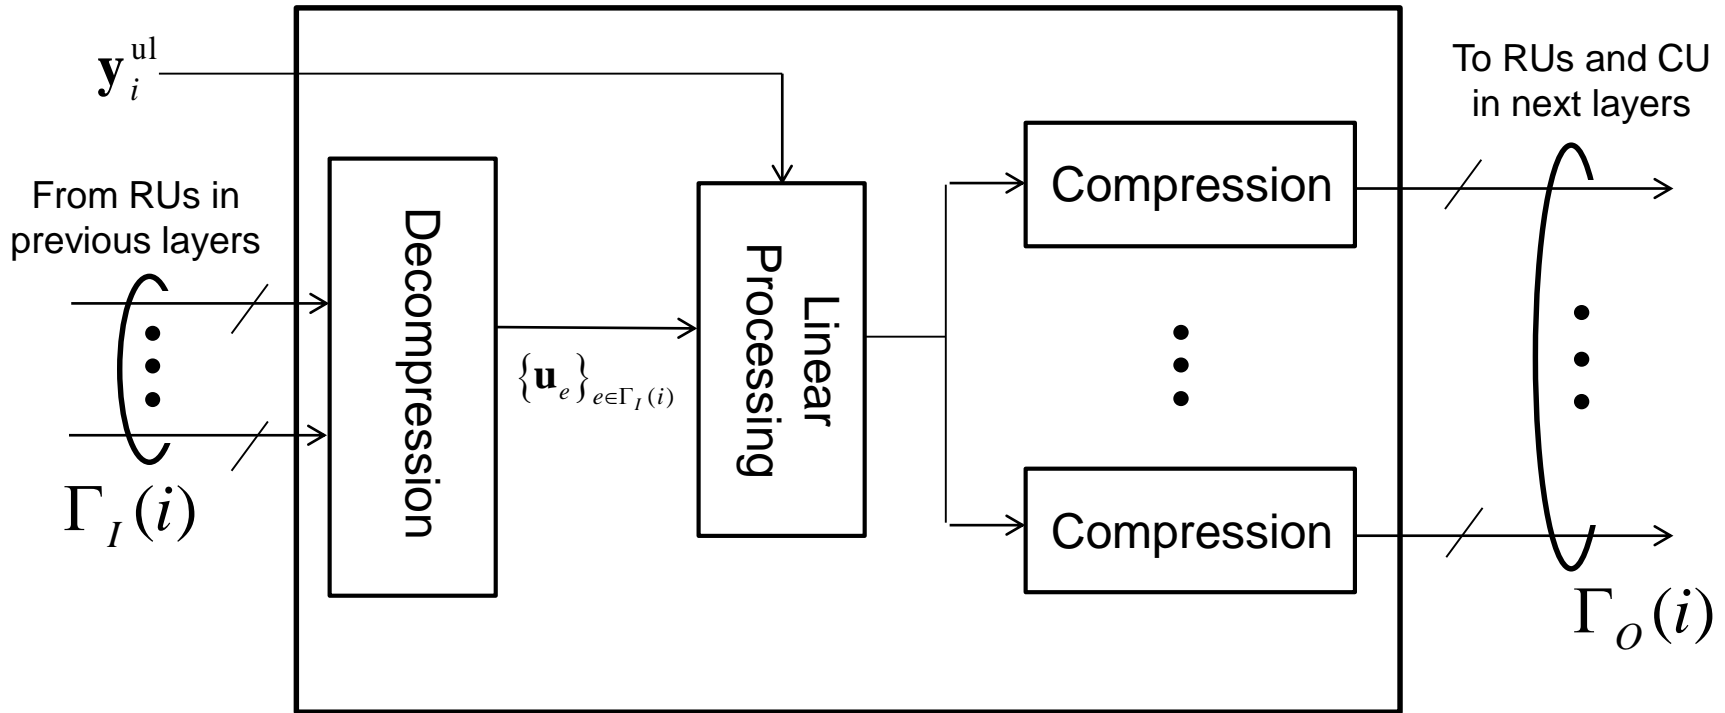 y_i^ul
From RUs in
previous layers
Γ_I(i)
Decompression
{u_e}_{e∈Γ_I(i)}
Linear
Processing
Compression
Compression
To RUs and CU
in next layers
Γ_O(i)